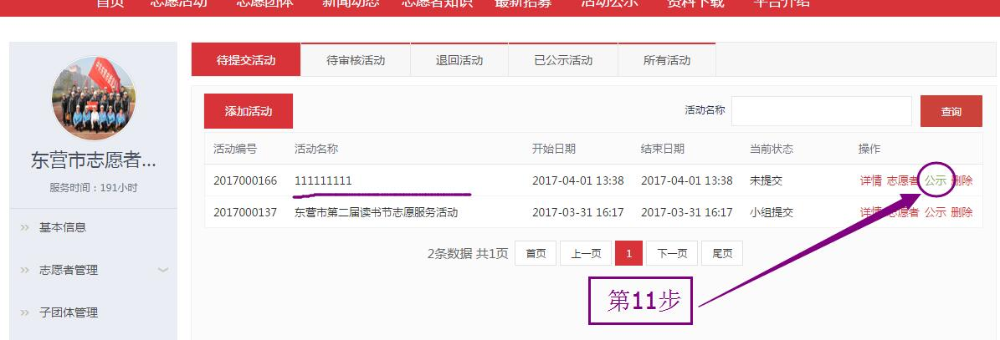 首页 志愿活动 志愿团体 新闻动态 志愿者知识 最新招募 活动公示 资料下载 平台介绍
待提交活动 待审核活动 退回活动 已公示活动 所有活动
添加活动 活动名称 查询
活动编号 活动名称 开始日期 结束日期 当前状态 操作
2017000166 111111111 2017-04-01 13:38 2017-04-01 13:38 未提交 详情 志愿者 公示 删除
2017000137 东营市第二届读书节志愿服务活动 2017-03-31 16:17 2017-03-31 16:17 小组提交 详情 志愿者 公示 删除
2条数据 共1页 首页 上一页 1 下一页 尾页
第11步
东营市志愿者...
服务时间：191小时
基本信息
志愿者管理
子团体管理